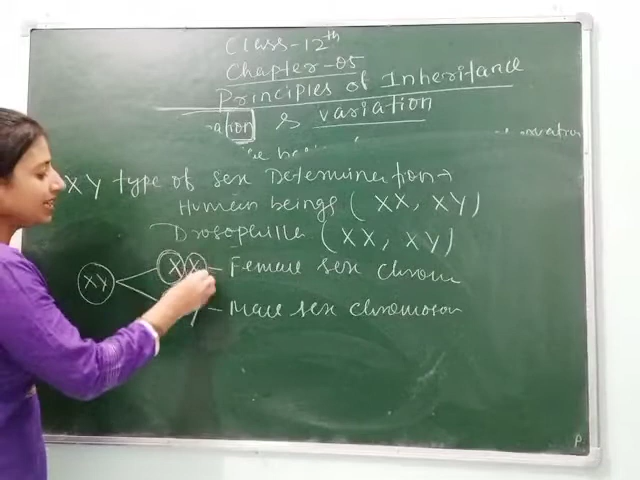 Class-12th
Chapter-05
Principles of Inheritance
& variation
XY type of sex Determination→
Human beings ( XX, XY )
Drosophilla ( XX, XY )
XY XX - Female sex chrom
- Male sex chromosom
P